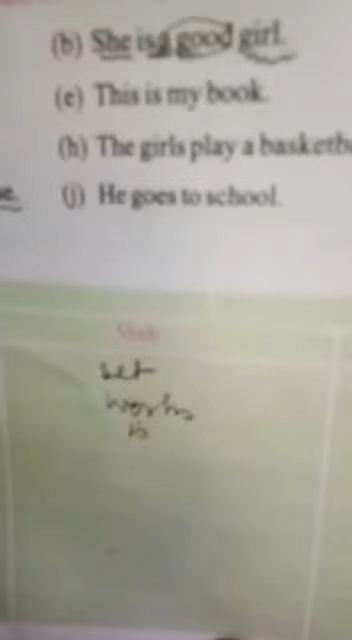 (b) She is a good girl.
(e) This is my book.
(h) The girls play a basketb
(j) He goes to school.
Verb
set
works
is